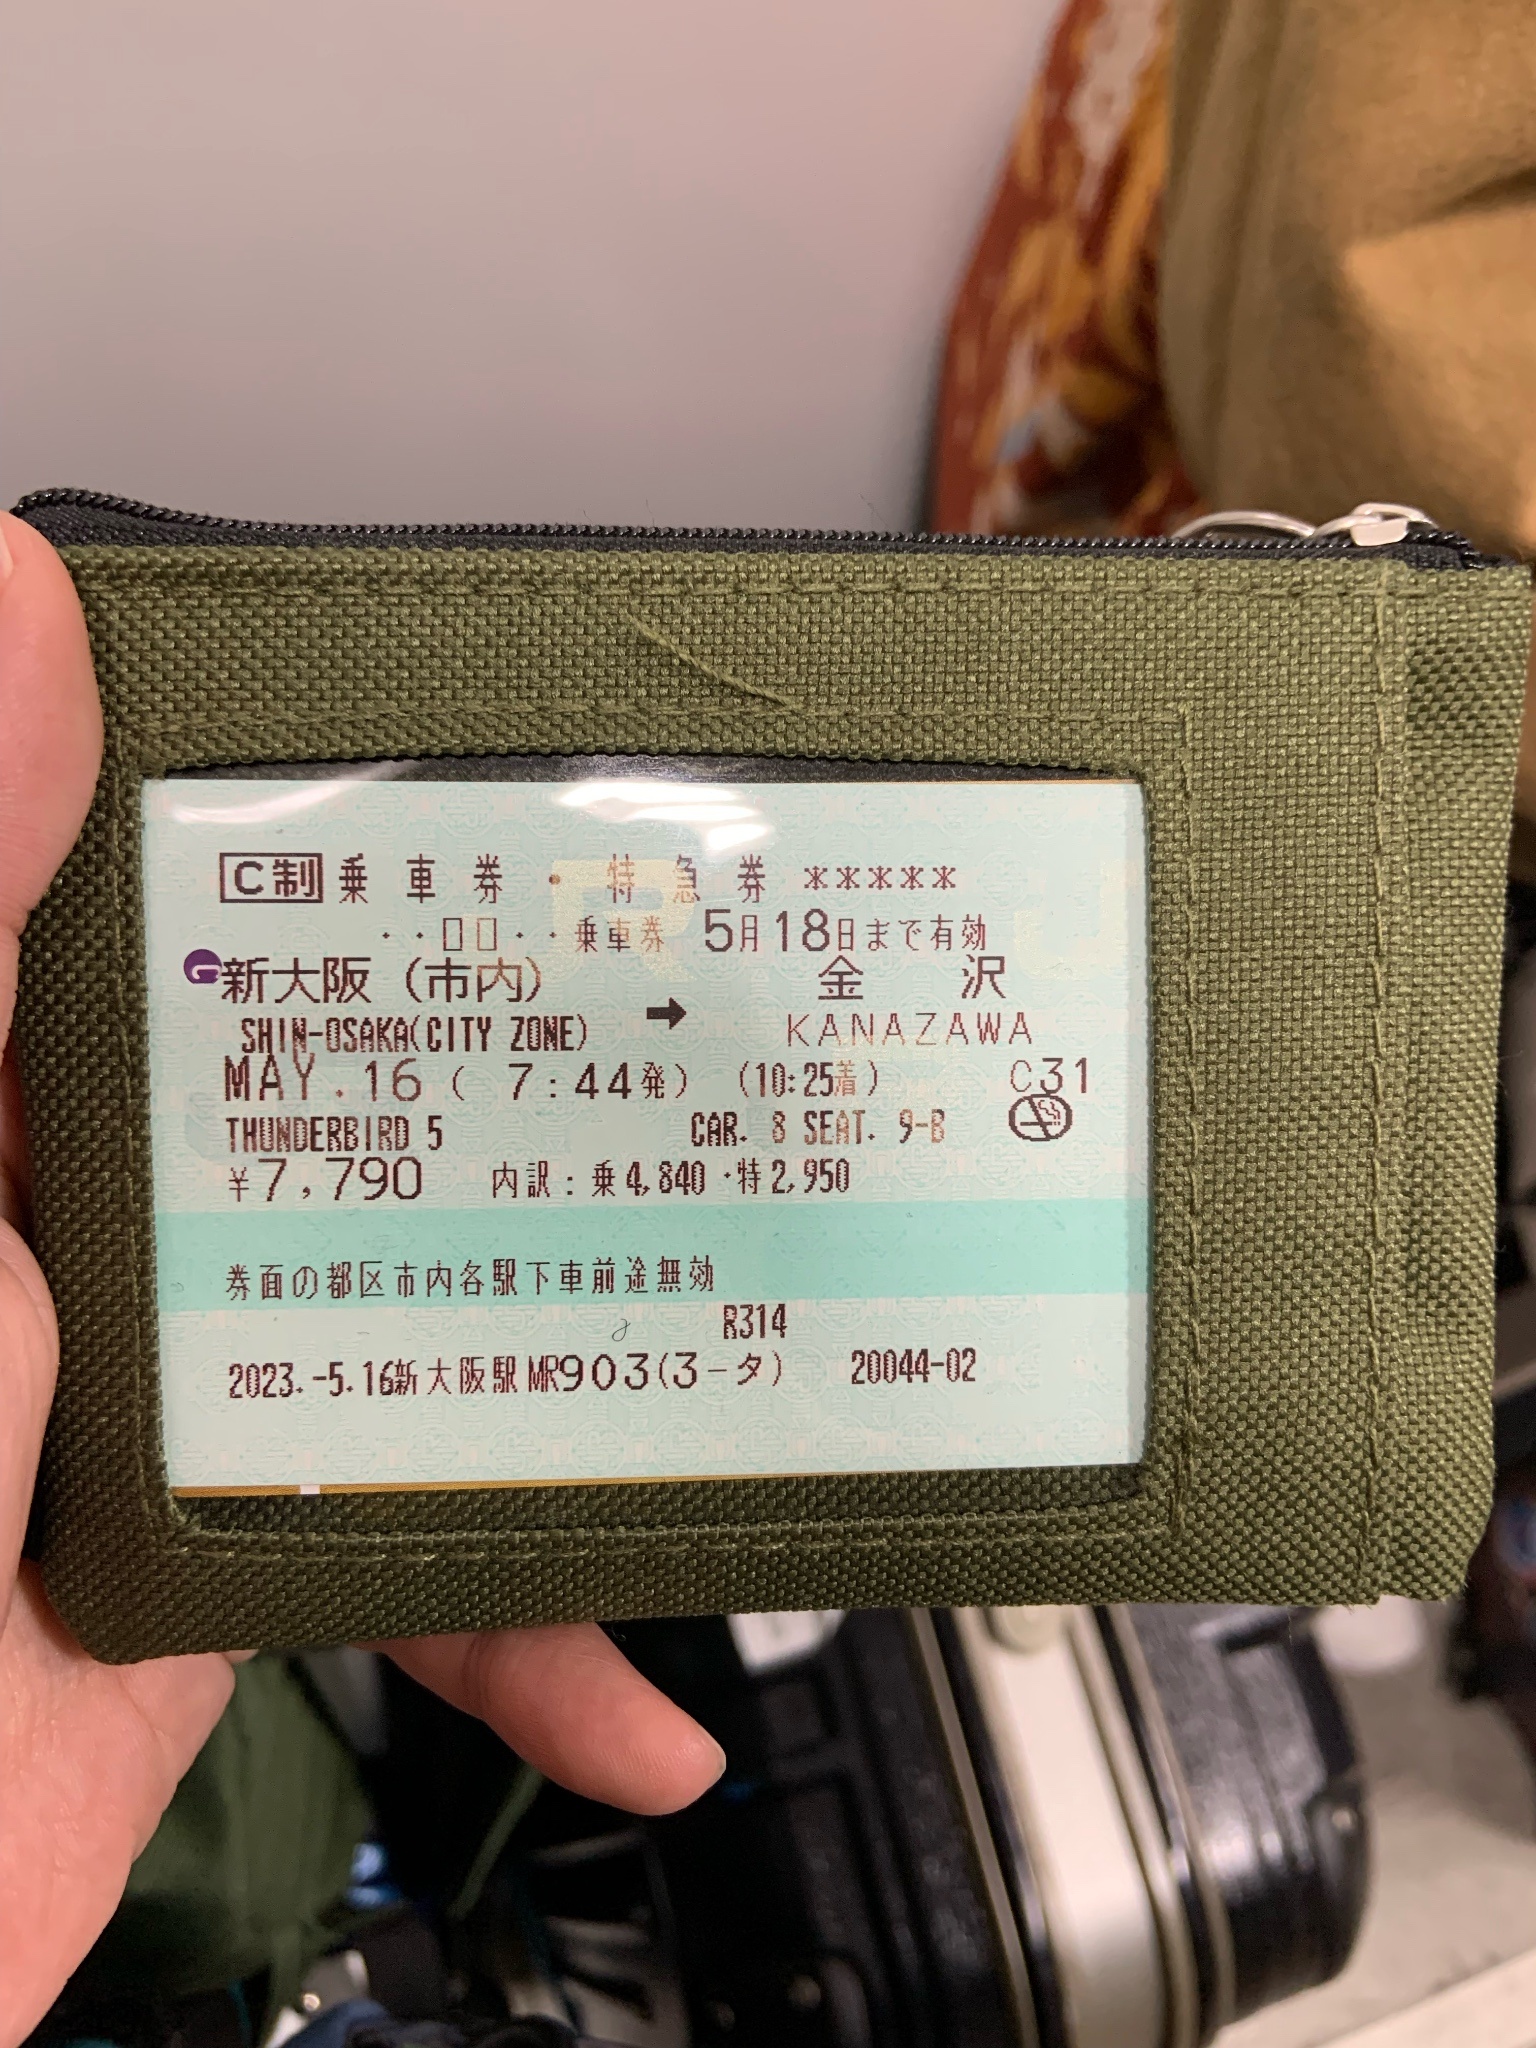 C制 乗車券・特急券 *****
・・□□・・乗車券 5月18日まで有効
新大阪(市内) → 金沢
SHIN-OSAKA(CITY ZONE) KANAZAWA
MAY.16 ( 7:44発) (10:25着) C31
THUNDERBIRD 5 CAR. 8 SEAT. 9-B
¥7,790 内訳:乗4,840・特2,950
券面の都区市内各駅下車前途無効
R314
2023.-5.16新大阪駅MR903(3-タ) 20044-02